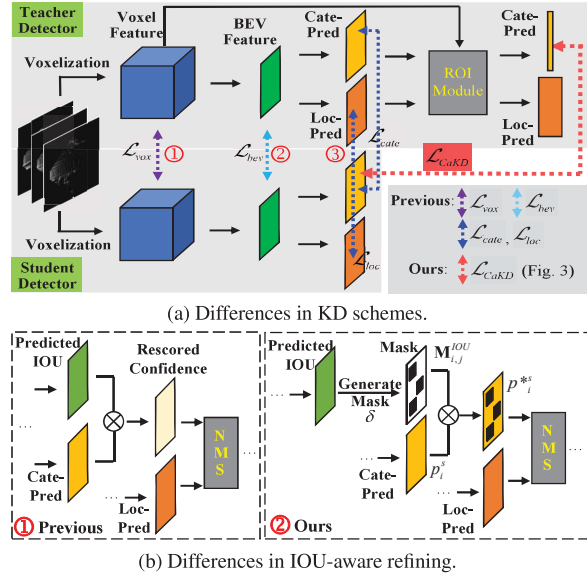 Teacher
Detector
Voxel
Feature
BEV
Feature
Cate-
Pred
Cate-
Pred
Voxelization
ROI
Module
Loc-
Pred
Loc-
Pred
ℒvox ①
ℒbev ②
③
ℒcate
ℒCaKD
Previous: ℒvox ℒbev
ℒcate , ℒloc
Ours: ℒCaKD (Fig. 3)
Voxelization
ℒloc
Student
Detector
(a) Differences in KD schemes.
Predicted
IOU
Rescored
Confidence
NMS
...
Cate-
Pred
...
Loc-
Pred
① Previous
Predicted
IOU
Mask
M^{IOU}_{i,j}
Generate
Mask
δ
p*_i^s
NMS
...
Cate-
Pred
p_i^s
...
Loc-
Pred
② Ours
(b) Differences in IOU-aware refining.